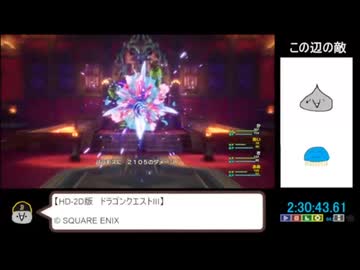 この辺の敵
2105のダメージ
2:30:43.61
【HD-2D版　ドラゴンクエストIII】
© SQUARE ENIX